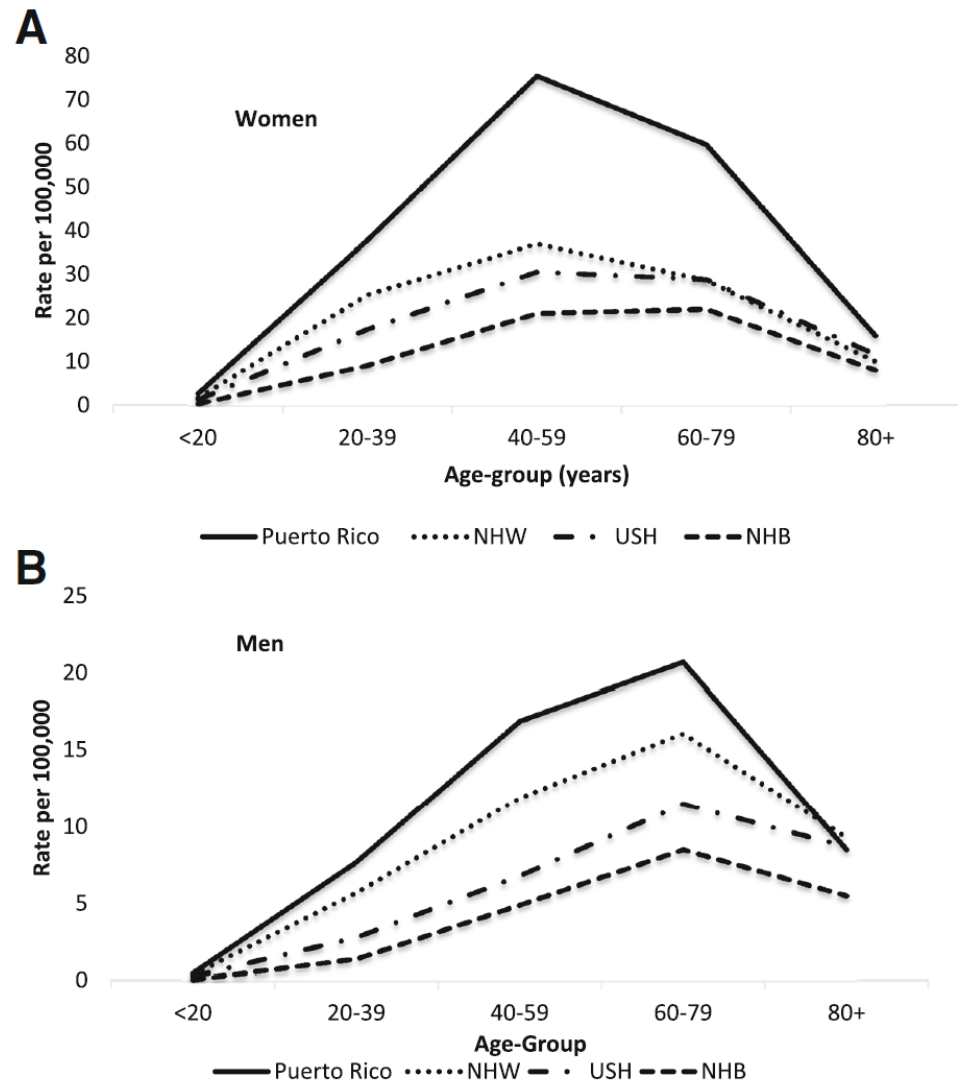 A
80
70
Women
60
50
40
30
20
10
0
Rate per 100,000
<20 20-39 40-59 60-79 80+
Age-group (years)
Puerto Rico NHW USH NHB
B
25
Men
20
15
10
5
0
Rate per 100,000
<20 20-39 40-59 60-79 80+
Age-Group
Puerto Rico NHW USH NHB